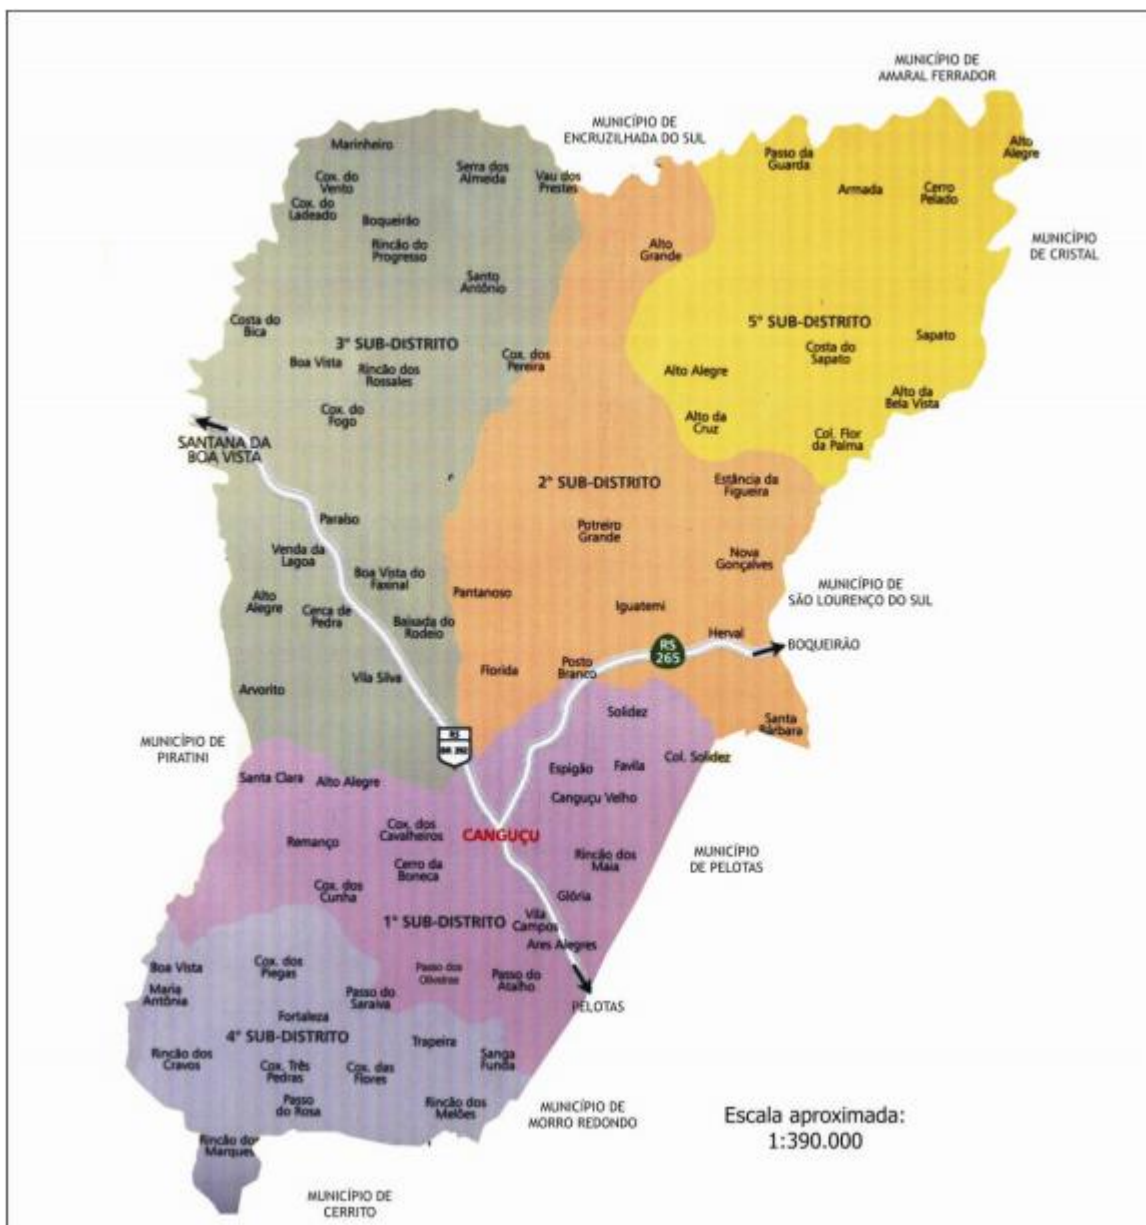 MUNICÍPIO DE
AMARAL FERRADOR
MUNICÍPIO DE
ENCRUZILHADA DO SUL
Marinheiro
Serra dos
Almeida
Vau dos
Prestes
Passo da
Guarda
Alto
Alegre
Cox. do
Vento
Cox. do
Ladeado
Armada
Cerro
Pelado
Boqueirão
Rincão do
Progresso
Alto
Grande
MUNICÍPIO
DE CRISTAL
Santo
Antônio
Costa do
Bica
3° SUB-DISTRITO
5° SUB-DISTRITO
Sapato
Boa Vista
Rincão dos
Rossales
Cox. dos
Pereira
Costa do
Sapato
Alto Alegre
Alto da
Bela Vista
Cox. do
Fogo
Alto da
Cruz
Col. Flor
da Palma
SANTANA DA
BOA VISTA
2° SUB-DISTRITO
Estância da
Figueira
Paraíso
Potreiro
Grande
Venda da
Lagoa
Nova
Gonçalves
Boa Vista do
Faxinal
Pantanoso
MUNICÍPIO DE
SÃO LOURENÇO DO SUL
Alto
Alegre
Cerca de
Pedra
Baixada do
Rodeio
Iguatemi
Herval
BOQUEIRÃO
RS
265
Vila Silva
Florida
Posto
Branco
Arvorito
Solidez
Santa
Bárbara
MUNICÍPIO DE
PIRATINI
RS
BR 392
Santa Clara
Alto Alegre
Espigão
Favila
Col. Solidez
Canguçu Velho
Cox. dos
Cavalheiros
CANGUÇU
Remanço
Cerro da
Boneca
Rincão dos
Maia
MUNICÍPIO
DE PELOTAS
Cox. dos
Cunha
Glória
1° SUB-DISTRITO
Vila
Campos
Ares Alegres
Boa Vista
Cox. dos
Piegas
Passo dos
Oliveiras
Passo do
Atalho
Maria
Antônia
Passo do
Saraiva
PELOTAS
Fortaleza
4° SUB-DISTRITO
Trapeira
Rincão dos
Cravos
Cox. Três
Pedras
Cox. das
Flores
Sanga
Funda
Passo
do Rosa
Rincão dos
Melões
MUNICÍPIO DE
MORRO REDONDO
Escala aproximada:
1:390.000
Rincão dos
Marques
MUNICÍPIO DE
CERRITO